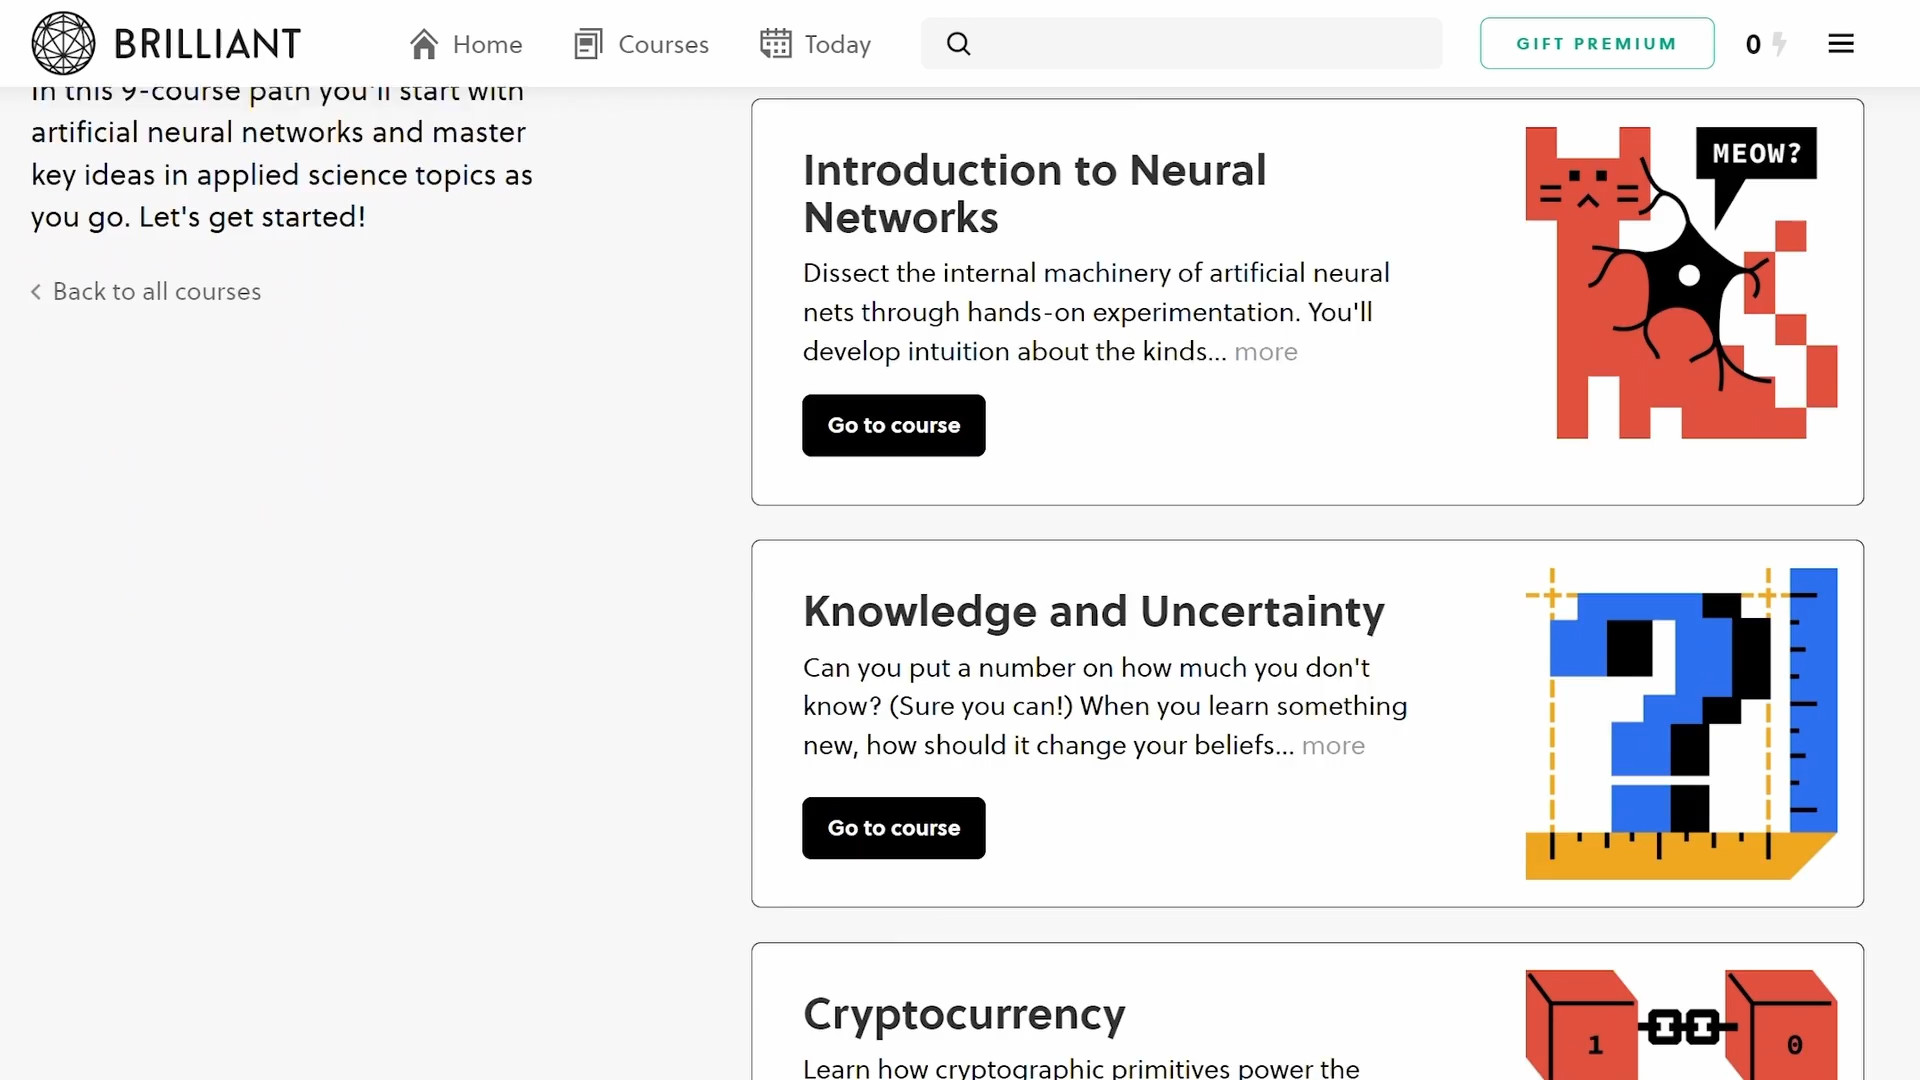 BRILLIANT
Home
Courses
Today
GIFT PREMIUM
0
In this 9-course path you'll start with
artificial neural networks and master
key ideas in applied science topics as
you go. Let's get started!
Back to all courses
Introduction to Neural
Networks
Dissect the internal machinery of artificial neural
nets through hands-on experimentation. You'll
develop intuition about the kinds... more
Go to course
MEOW?
Knowledge and Uncertainty
Can you put a number on how much you don't
know? (Sure you can!) When you learn something
new, how should it change your beliefs... more
Go to course
Cryptocurrency
Learn how cryptographic primitives power the
1
0